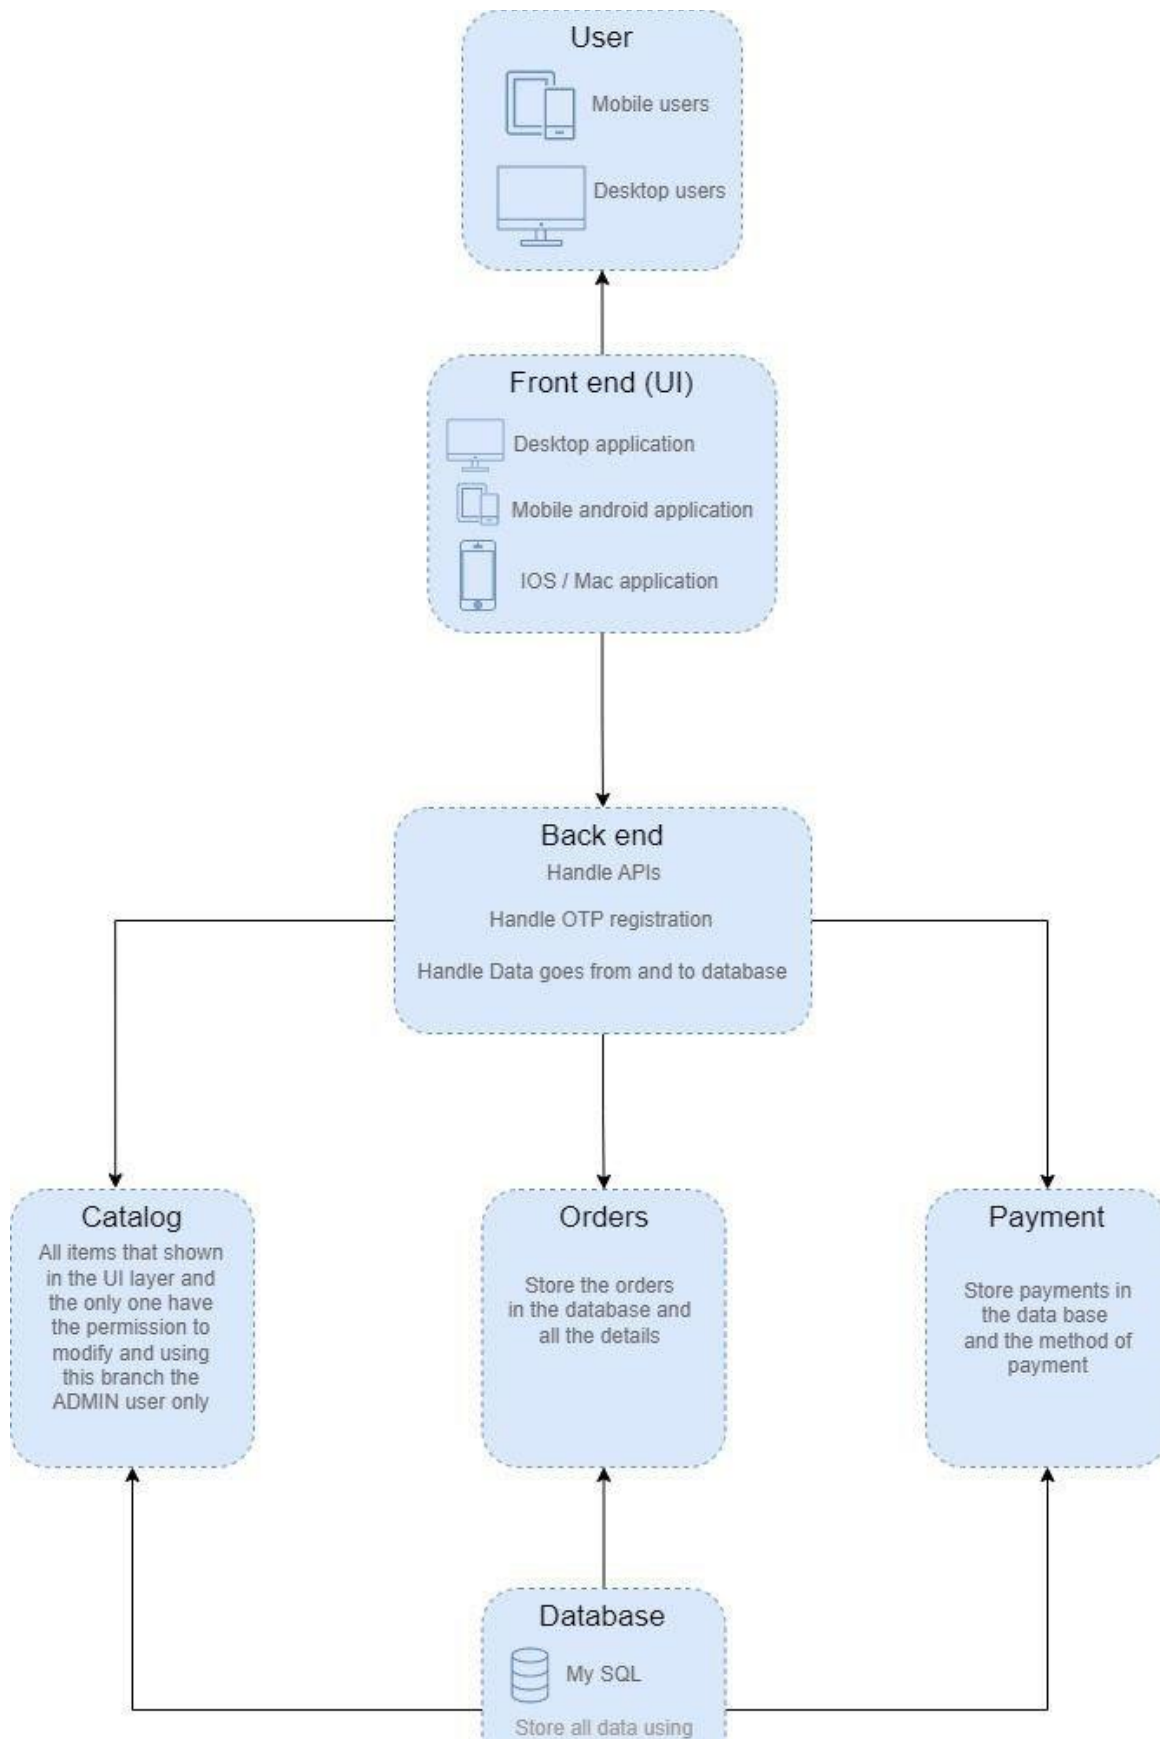 User
Mobile users
Desktop users
Front end (UI)
Desktop application
Mobile android application
IOS / Mac application
Back end
Handle APIs
Handle OTP registration
Handle Data goes from and to database
Catalog
All items that shown
in the UI layer and
the only one have
the permission to
modify and using
this branch the
ADMIN user only
Orders
Store the orders
in the database and
all the details
Payment
Store payments in
the data base
and the method of
payment
Database
My SQL
Store all data using